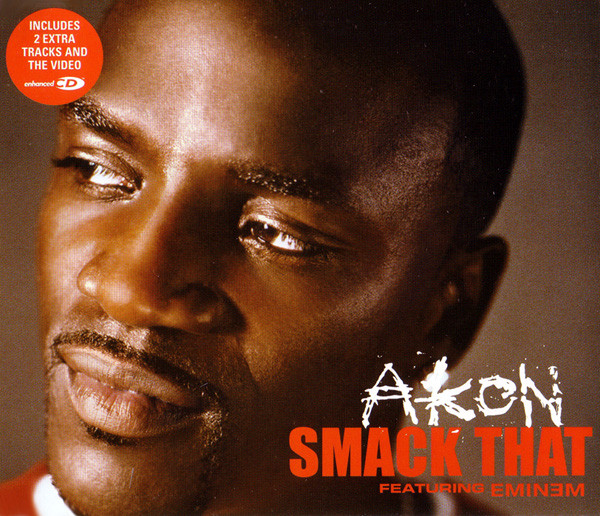 INCLUDES
2 EXTRA
TRACKS AND
THE VIDEO
enhanced CD
AKON
SMACK THAT
FEATURING EMINƎM